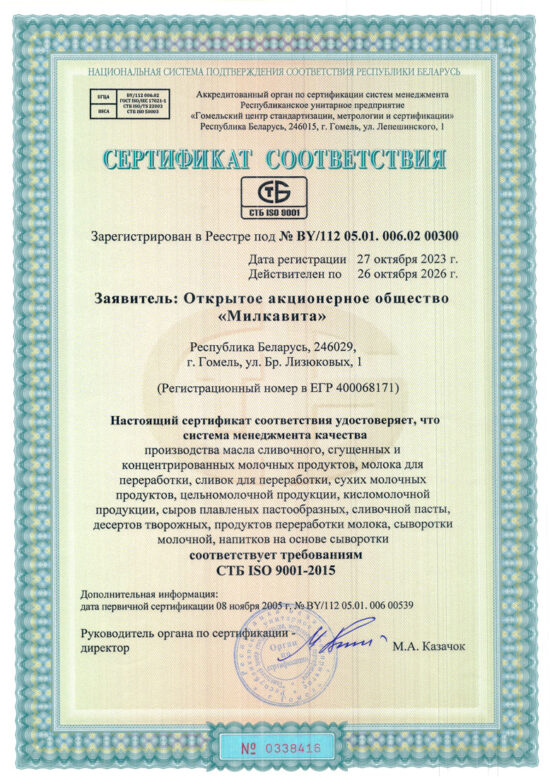 НАЦИОНАЛЬНАЯ СИСТЕМА ПОДТВЕРЖДЕНИЯ СООТВЕТСТВИЯ РЕСПУБЛИКИ БЕЛАРУСЬ
БГЦА
BSCA
BY/112 006.02
ГОСТ ISO/IEC 17021-1
СТБ ISO/TS 22003
СТБ ISO 50003
Аккредитованный орган по сертификации систем менеджмента
Республиканское унитарное предприятие
«Гомельский центр стандартизации, метрологии и сертификации»
Республика Беларусь, 246015, г. Гомель, ул. Лепешинского, 1
СЕРТИФИКАТ СООТВЕТСТВИЯ
СТБ
СТБ ISO 9001
Зарегистрирован в Реестре под № BY/112 05.01. 006.02 00300
Дата регистрации 27 октября 2023 г.
Действителен по 26 октября 2026 г.
Заявитель: Открытое акционерное общество
«Милкавита»
Республика Беларусь, 246029,
г. Гомель, ул. Бр. Лизюковых, 1
(Регистрационный номер в ЕГР 400068171)
Настоящий сертификат соответствия удостоверяет, что
система менеджмента качества
производства масла сливочного, сгущенных и
концентрированных молочных продуктов, молока для
переработки, сливок для переработки, сухих молочных
продуктов, цельномолочной продукции, кисломолочной
продукции, сыров плавленых пастообразных, сливочной пасты,
десертов творожных, продуктов переработки молока, сыворотки
молочной, напитков на основе сыворотки
соответствует требованиям
СТБ ISO 9001-2015
Дополнительная информация:
дата первичной сертификации 08 ноября 2005 г. № BY/112 05.01. 006 00539
Руководитель органа по сертификации -
директор
М.А. Казачок
Орган
по
сертификации
№ 0338416